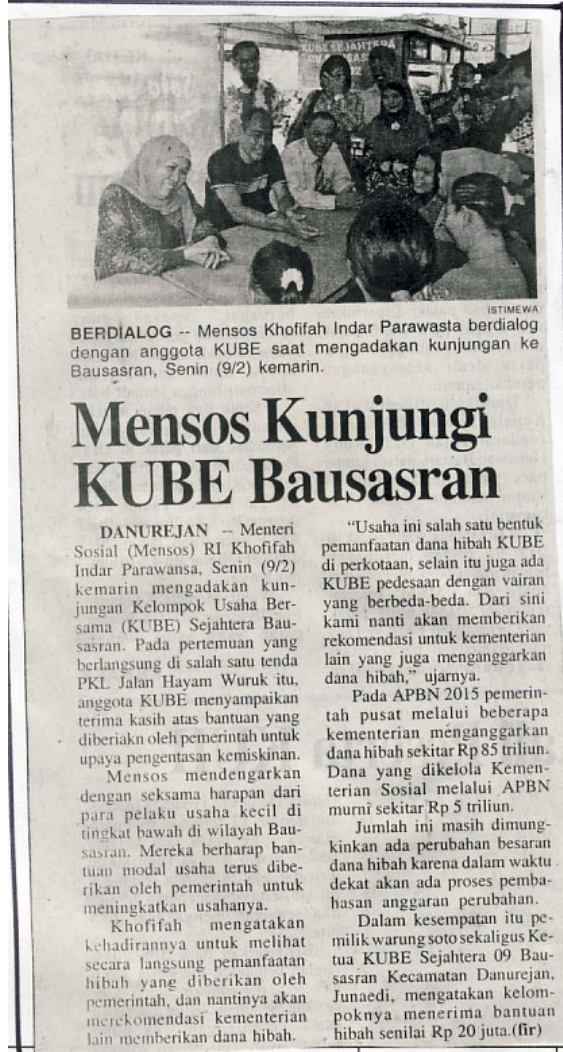 KUBE SEJAHTERA
ISTIMEWA
BERDIALOG -- Mensos Khofifah Indar Parawasta berdialog
dengan anggota KUBE saat mengadakan kunjungan ke
Bausasran, Senin (9/2) kemarin.
Mensos Kunjungi
KUBE Bausasran
DANUREJAN -- Menteri
Sosial (Mensos) RI Khofifah
Indar Parawansa, Senin (9/2)
kemarin mengadakan kun-
jungan Kelompok Usaha Ber-
sama (KUBE) Sejahtera Bau-
sasran. Pada pertemuan yang
berlangsung di salah satu tenda
PKL Jalan Hayam Wuruk itu,
anggota KUBE menyampaikan
terima kasih atas bantuan yang
diberiakn oleh pemerintah untuk
upaya pengentasan kemiskinan.
Mensos mendengarkan
dengan seksama harapan dari
para pelaku usaha kecil di
tingkat bawah di wilayah Bau-
sasran. Mereka berharap ban-
tuan modal usaha terus dibe-
rikan oleh pemerintah untuk
meningkatkan usahanya.
Khofifah mengatakan
kehadirannya untuk melihat
secara langsung pemanfaatan
hibah yang diberikan oleh
pemerintah, dan nantinya akan
merekomendasi kementerian
lain memberikan dana hibah.
"Usaha ini salah satu bentuk
pemanfaatan dana hibah KUBE
di perkotaan, selain itu juga ada
KUBE pedesaan dengan vairan
yang berbeda-beda. Dari sini
kami nanti akan memberikan
rekomendasi untuk kementerian
lain yang juga menganggarkan
dana hibah," ujarnya.
Pada APBN 2015 pemerin-
tah pusat melalui beberapa
kementerian menganggarkan
dana hibah sekitar Rp 85 triliun.
Dana yang dikelola Kemen-
terian Sosial melalui APBN
murni sekitar Rp 5 triliun.
Jumlah ini masih dimung-
kinkan ada perubahan besaran
dana hibah karena dalam waktu
dekat akan ada proses pemba-
hasan anggaran perubahan.
Dalam kesempatan itu pe-
milik warung soto sekaligus Ke-
tua KUBE Sejahtera 09 Bau-
sasran Kecamatan Danurejan,
Junaedi, mengatakan kelom-
poknya menerima bantuan
hibah senilai Rp 20 juta.(fir)